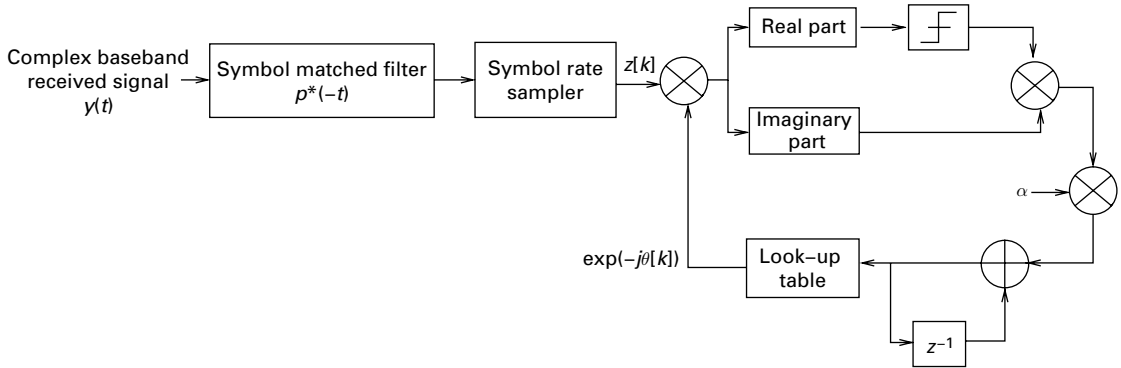 Complex baseband
received signal
y(t)
Symbol matched filter
p*(−t)
Symbol rate
sampler
z[k]
Real part
Imaginary
part
α
exp(−jθ[k])
Look−up
table
z−1